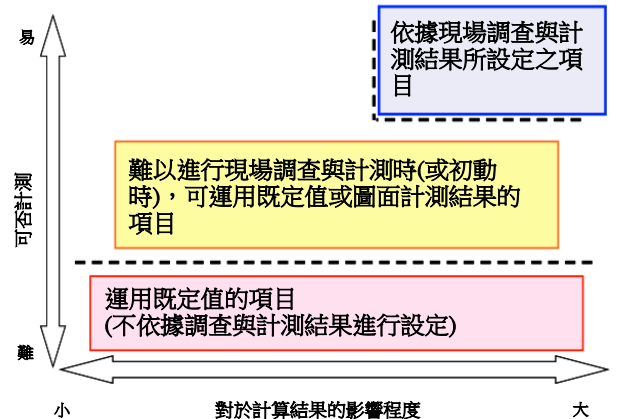 易
依據現場調查與計
測結果所設定之項
目
難以進行現場調查與計測時(或初動
時)，可運用既定值或圖面計測結果的
項目
可否計測
運用既定值的項目
(不依據調查與計測結果進行設定)
難
小
對於計算結果的影響程度
大